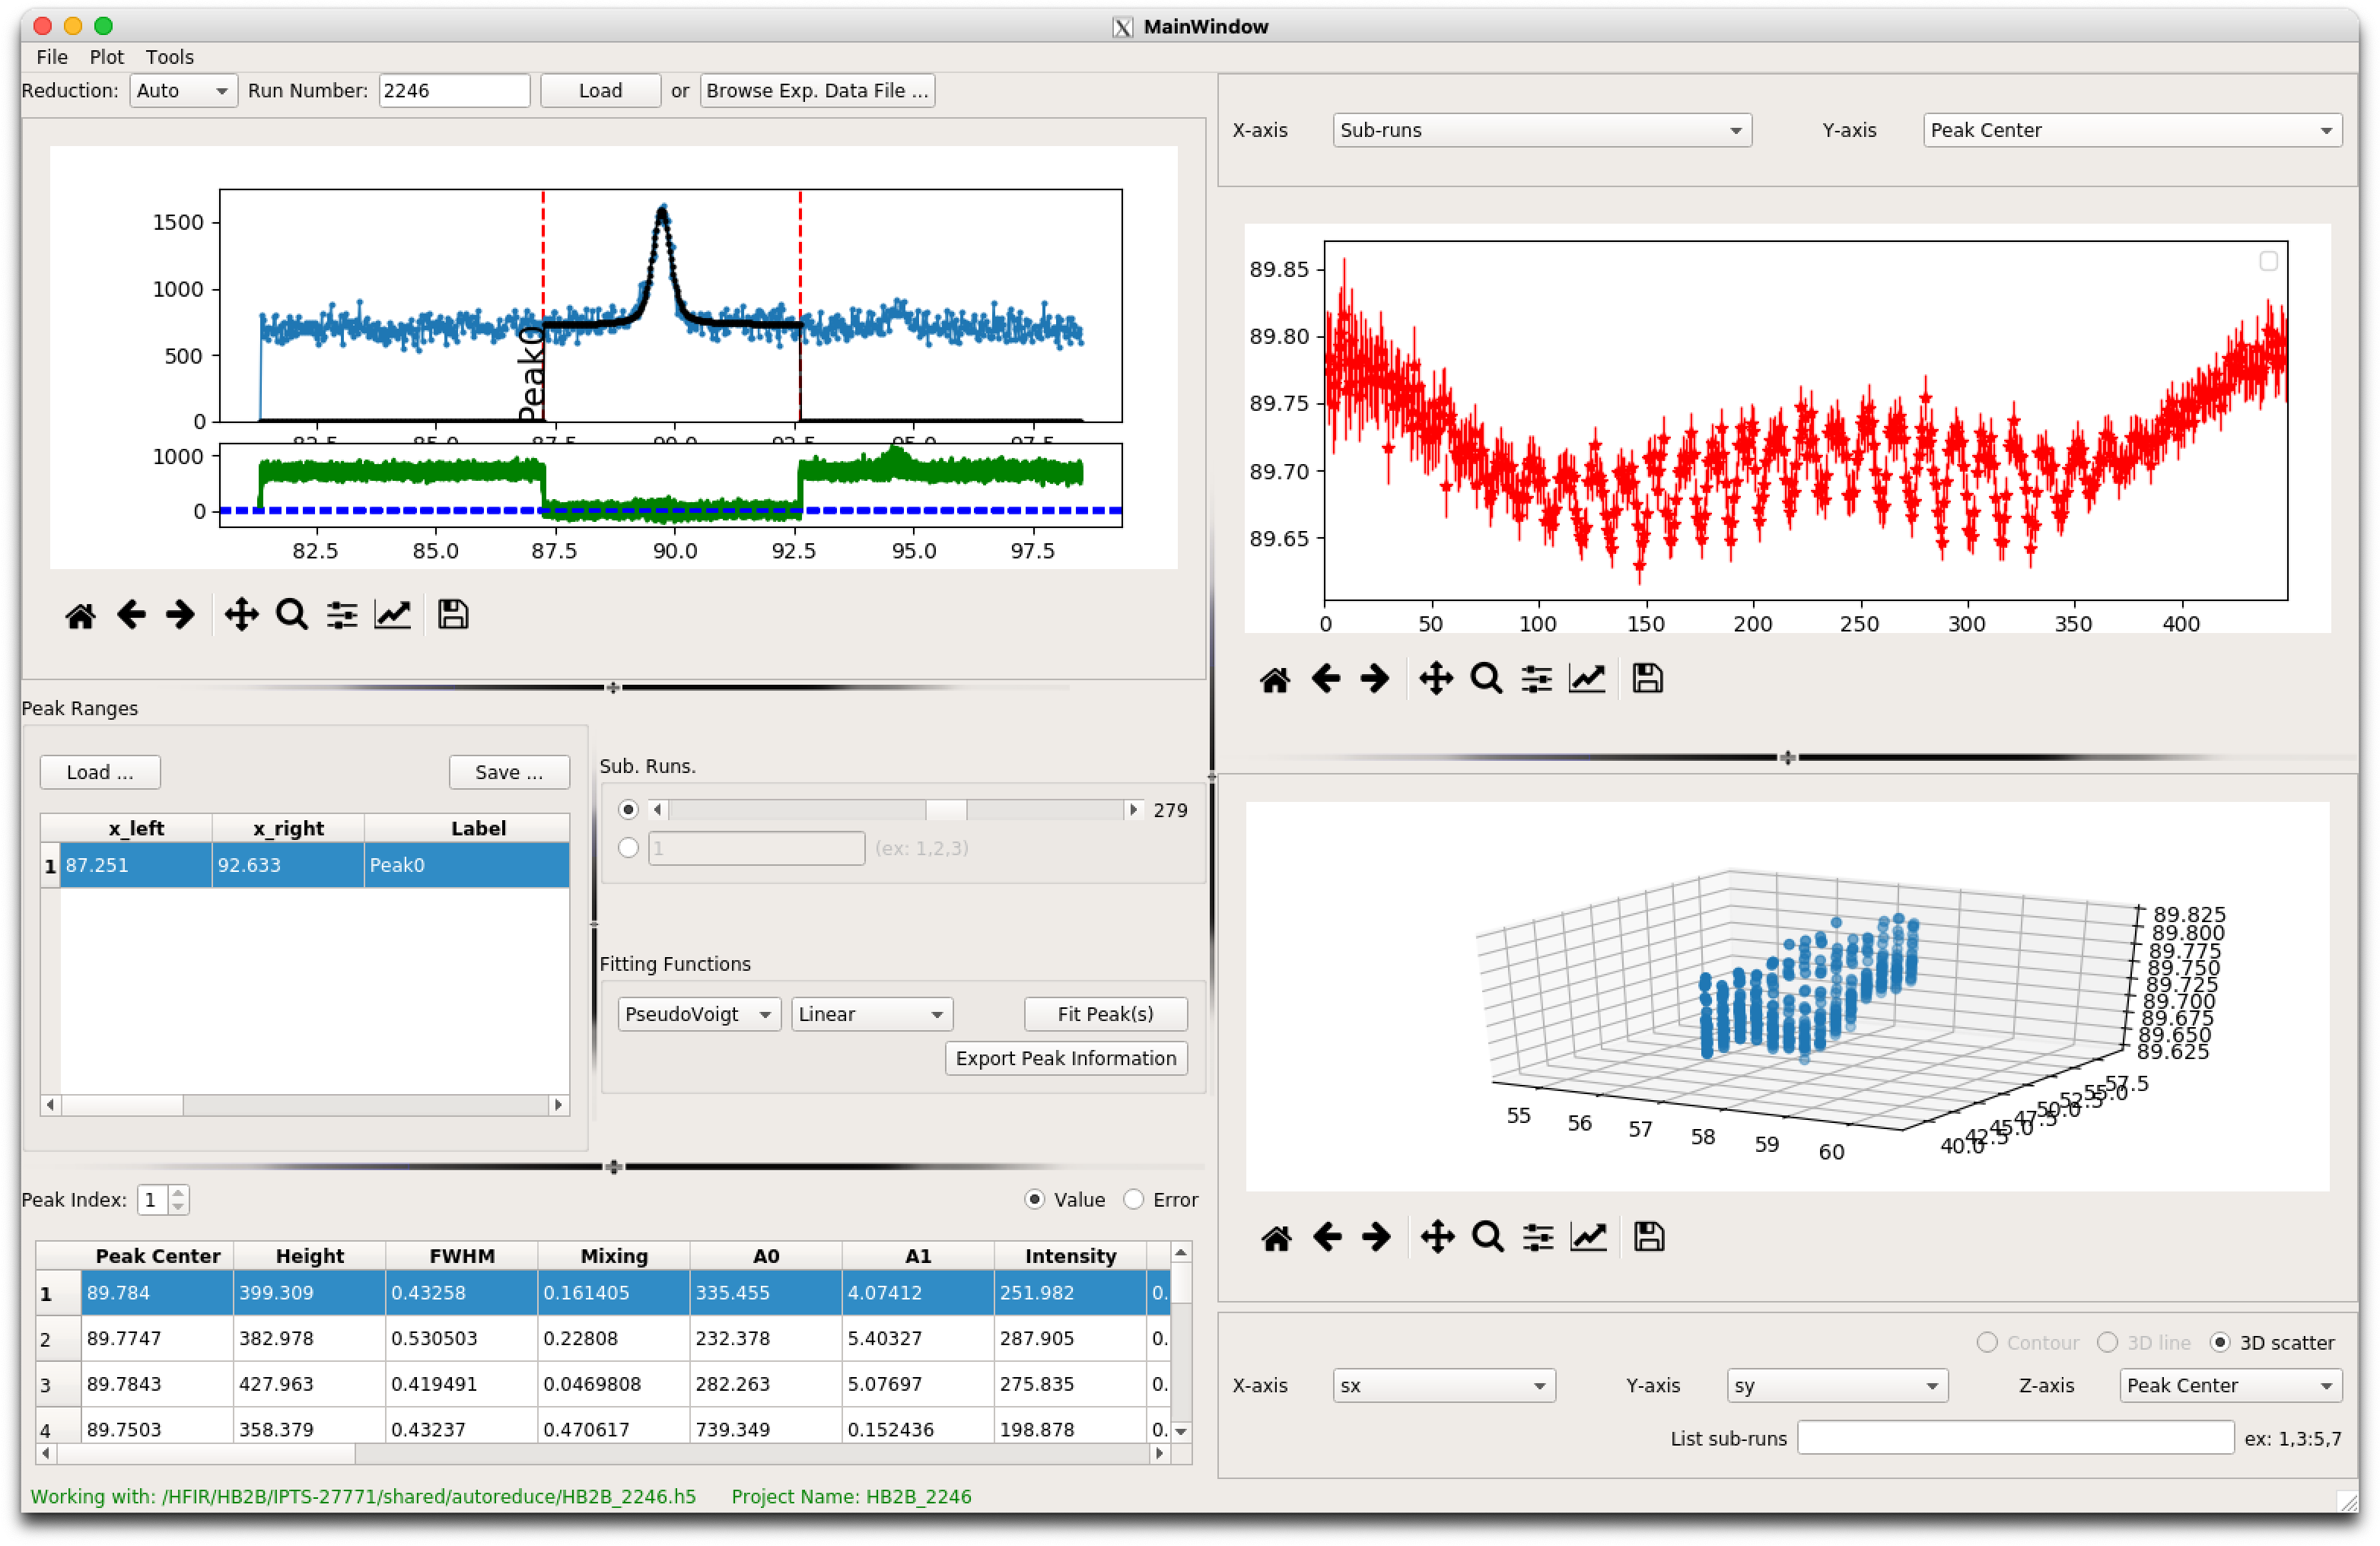 MainWindow
File Plot Tools
Reduction: Auto Run Number: 2246 Load or Browse Exp. Data File ...
X-axis Sub-runs Y-axis Peak Center
1500
1000
500
0
Peak0
82.5 85.0 87.5 90.0 92.5 95.0 97.5
1000
0
82.5 85.0 87.5 90.0 92.5 95.0 97.5
89.85
89.80
89.75
89.70
89.65
0 50 100 150 200 250 300 350 400
Peak Ranges
Load ... Save ...
x_left x_right Label
1 87.251 92.633 Peak0
Sub. Runs.
279
1 (ex: 1,2,3)
Fitting Functions
PseudoVoigt Linear Fit Peak(s)
Export Peak Information
89.825
89.800
89.775
89.750
89.725
89.700
89.675
89.650
89.625
55 56 57 58 59 60
40.0 42.5 45.0 47.5 50.0 52.5 55.0 57.5
Peak Index: 1 Value Error
Peak Center Height FWHM Mixing A0 A1 Intensity
1 89.784 399.309 0.43258 0.161405 335.455 4.07412 251.982 0.
2 89.7747 382.978 0.530503 0.22808 232.378 5.40327 287.905 0.
3 89.7843 427.963 0.419491 0.0469808 282.263 5.07697 275.835 0.
4 89.7503 358.379 0.43237 0.470617 739.349 0.152436 198.878 0.
Contour 3D line 3D scatter
X-axis sx Y-axis sy Z-axis Peak Center
List sub-runs ex: 1,3:5,7
Working with: /HFIR/HB2B/IPTS-27771/shared/autoreduce/HB2B_2246.h5 Project Name: HB2B_2246